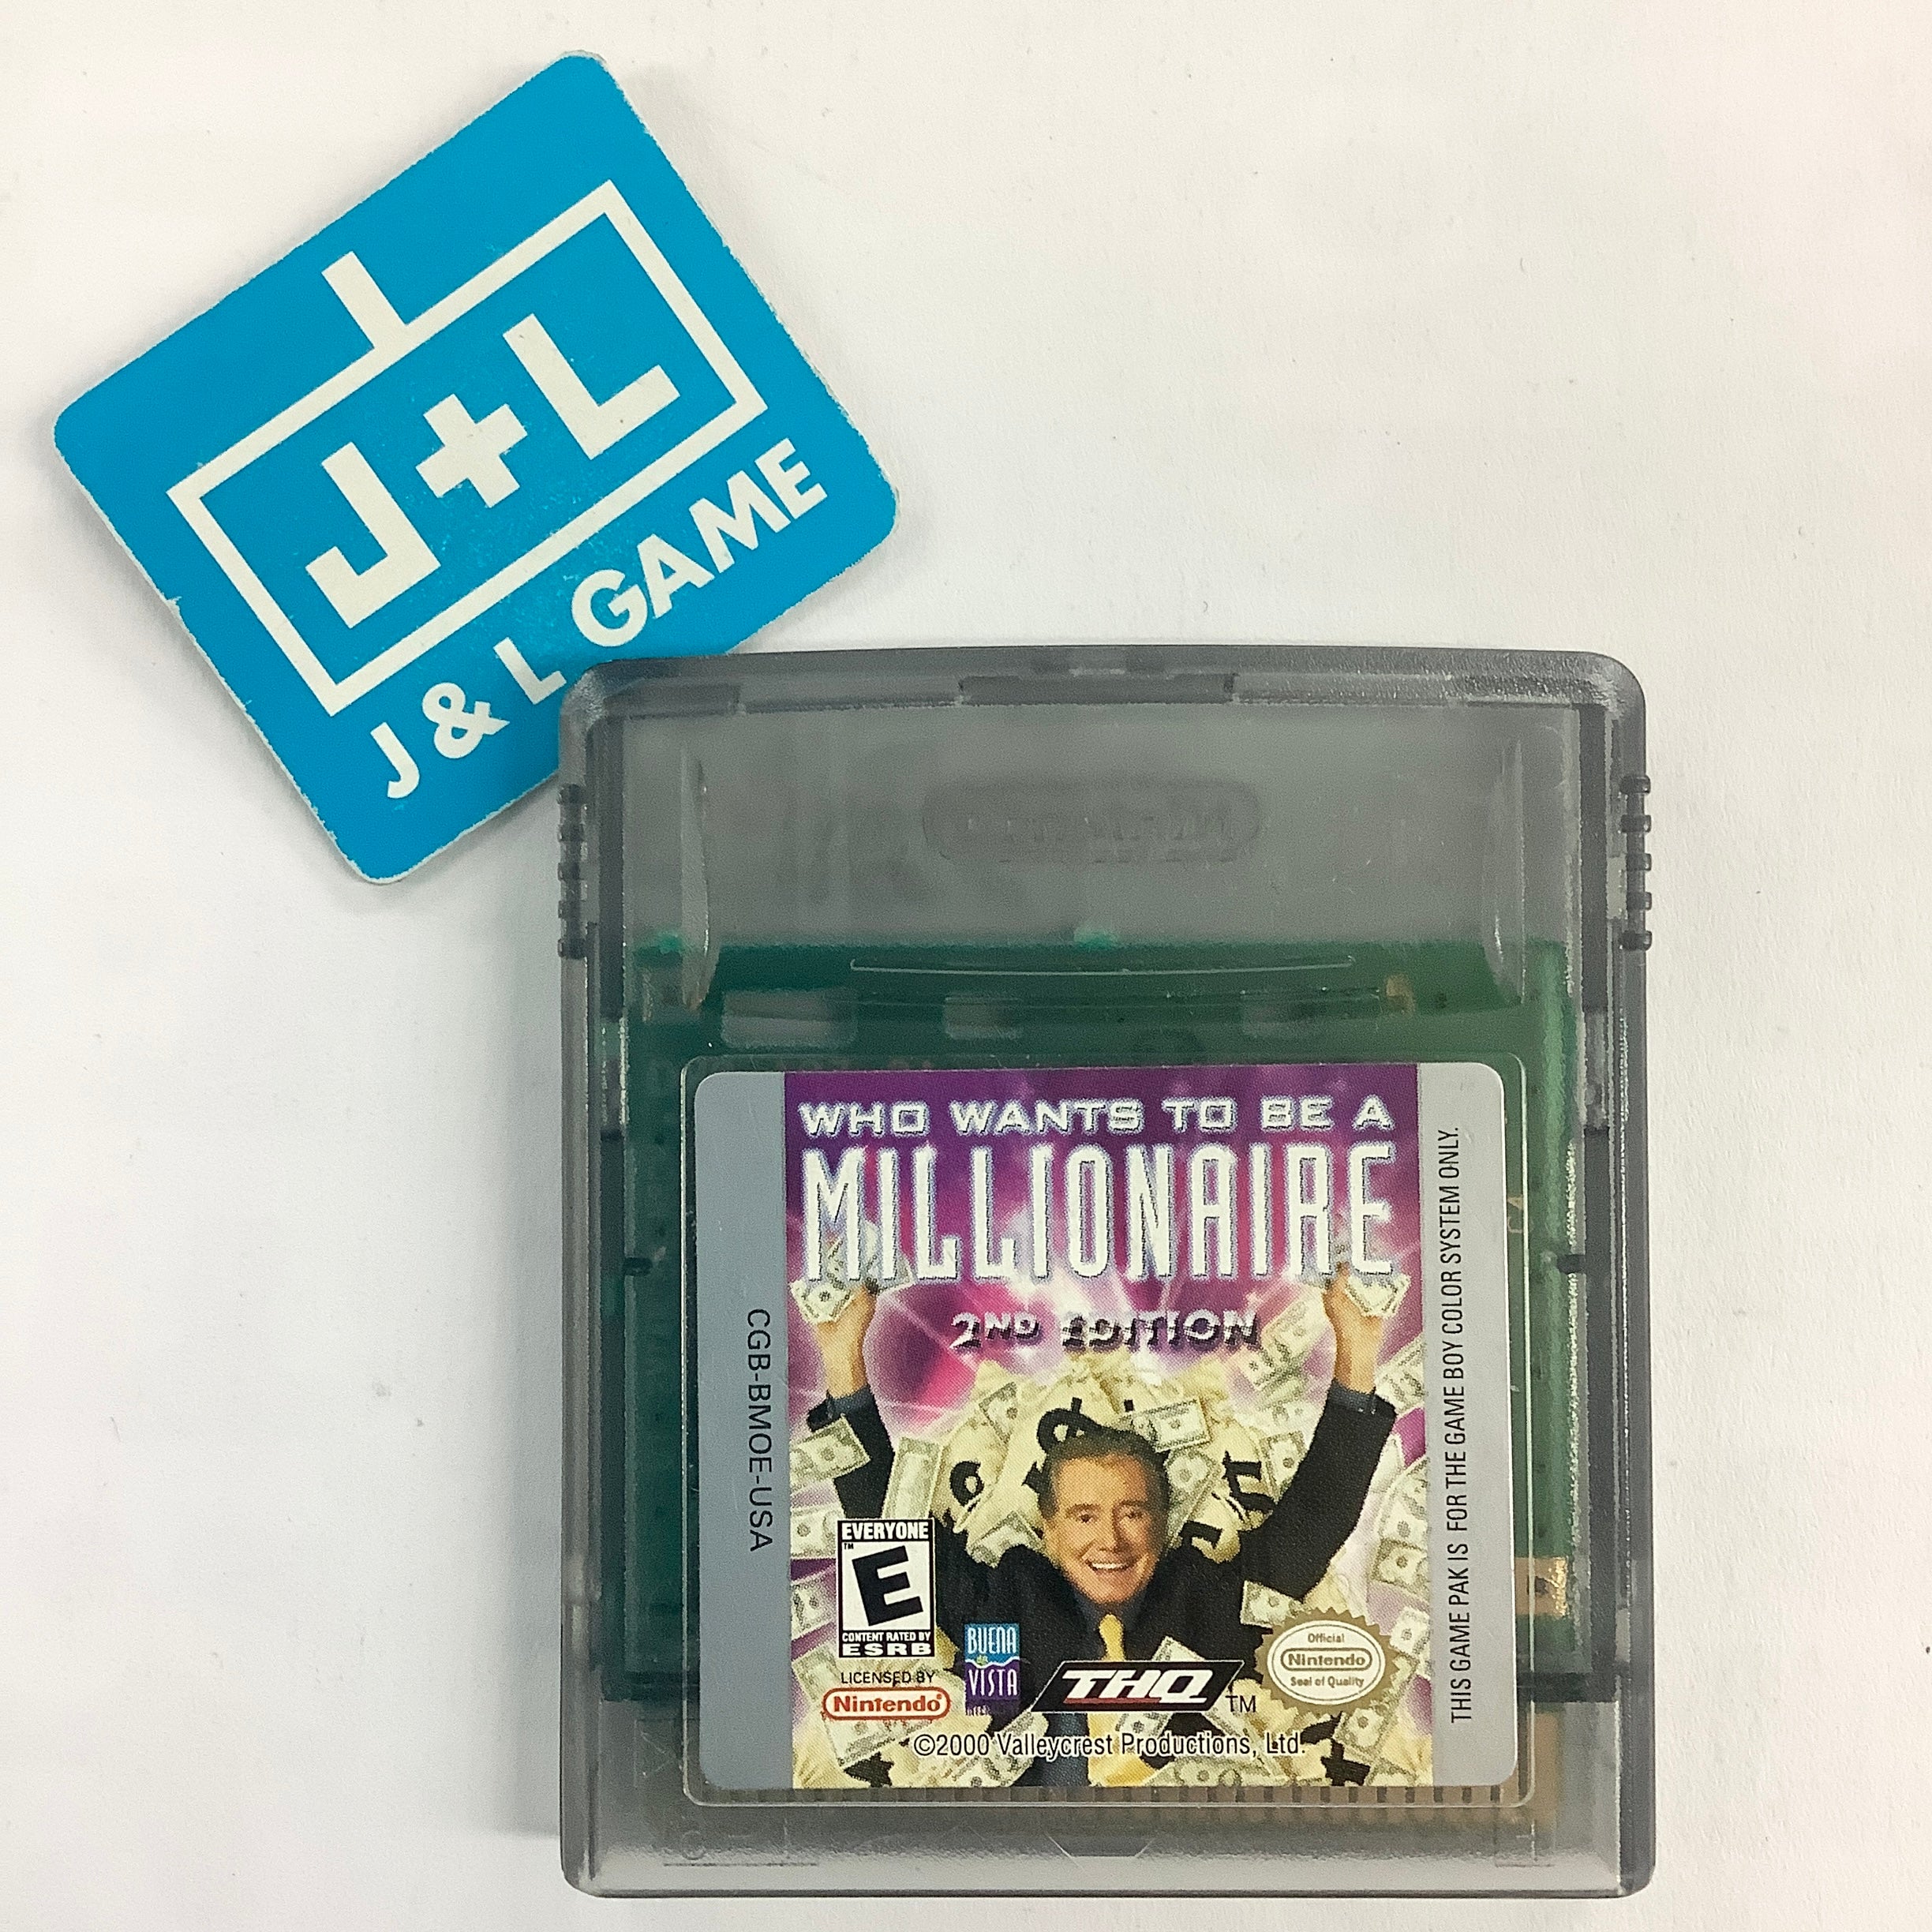 J+L
J & L GAME
Nintendo
WHO WANTS TO BE A
MILLIONAIRE
2ND EDITION
CGB-BMOE-USA
THIS GAME PAK IS FOR THE GAME BOY COLOR SYSTEM ONLY.
EVERYONE
™
E
CONTENT RATED BY
ESRB
LICENSED BY
Nintendo®
BUENA
VISTA
THQ™
Official
Nintendo
Seal of Quality
©2000 Valleycrest Productions, Ltd.